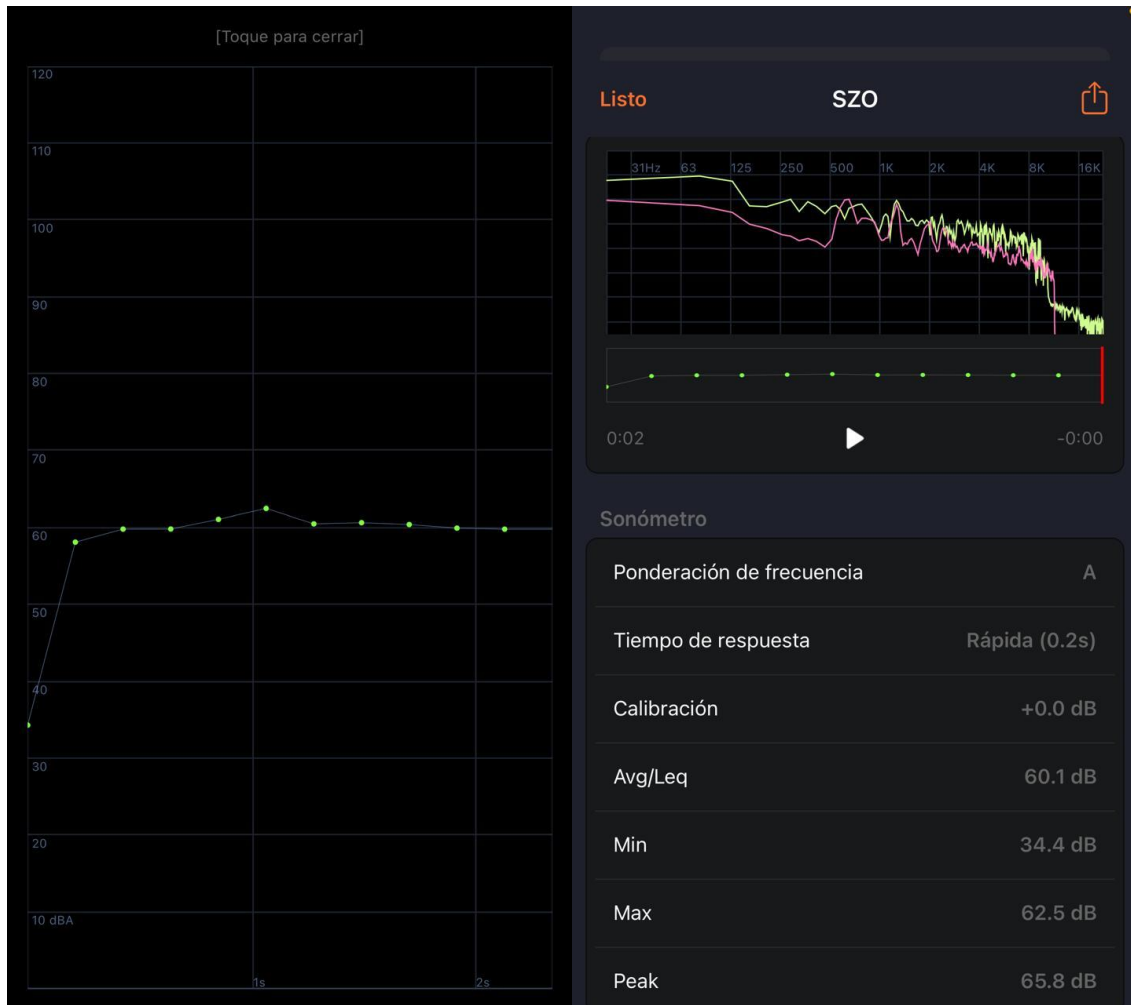 [Toque para cerrar]
120
110
100
90
80
70
60
50
40
30
20
10 dBA
1s
2s
Listo
SZO
31Hz 63 125 250 500 1K 2K 4K 8K 16K
0:02
-0:00
Sonómetro
Ponderación de frecuencia A
Tiempo de respuesta Rápida (0.2s)
Calibración +0.0 dB
Avg/Leq 60.1 dB
Min 34.4 dB
Max 62.5 dB
Peak 65.8 dB